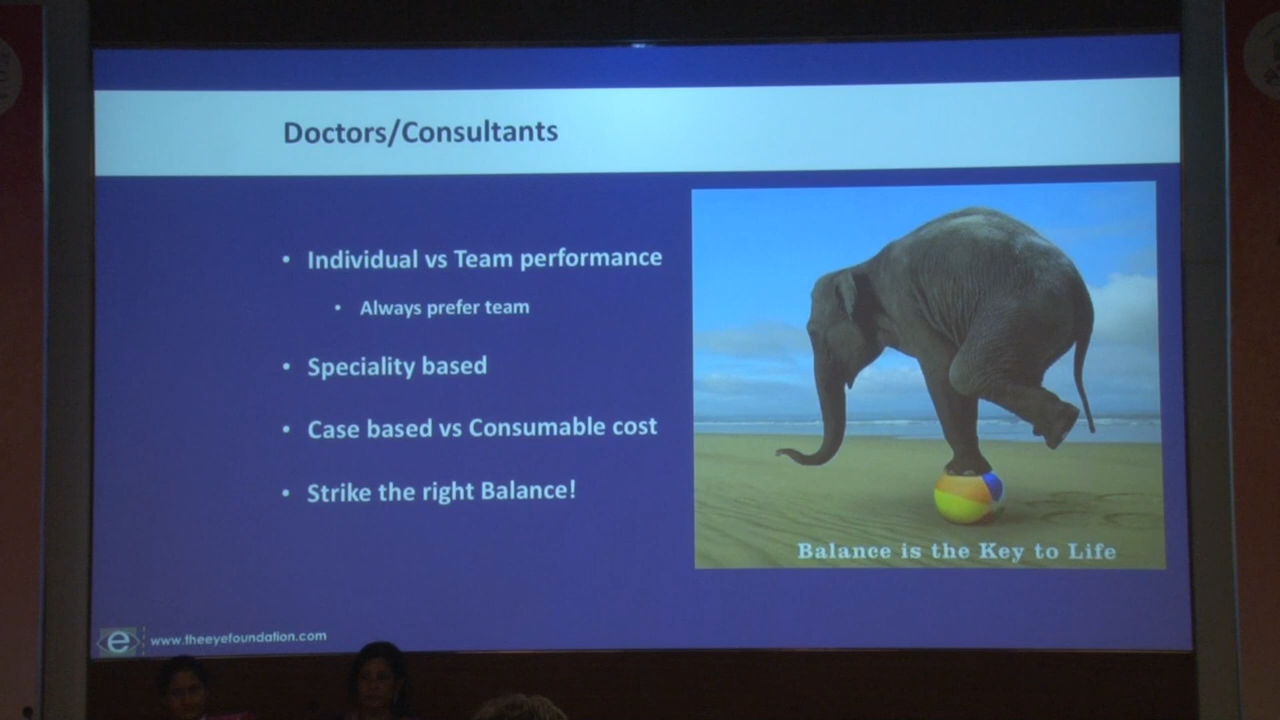 Doctors/Consultants
• Individual vs Team performance
• Always prefer team
• Speciality based
• Case based vs Consumable cost
• Strike the right Balance!
Balance is the Key to Life
e www.theeyefoundation.com